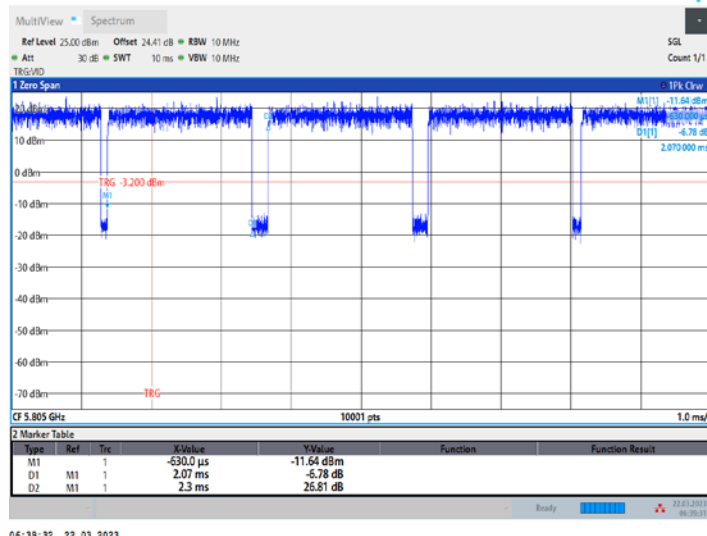 MultiView Spectrum
Ref Level 25.00 dBm Offset 24.41 dB RBW 10 MHz SGL
Att 30 dB SWT 10 ms VBW 10 MHz Count 1/1
TRG:VID
1 Zero Span 1Pk Clrw
M1[1] -11.64 dBm
20 dBm -630.000 µs
D1[1] -6.78 dB
10 dBm 2.070000 ms
0 dBm
TRG -3.200 dBm
M1
-10 dBm
-20 dBm
-30 dBm
-40 dBm
-50 dBm
-60 dBm
-70 dBm TRG
CF 5.805 GHz 10001 pts 1.0 ms/
2 Marker Table
Type Ref Trc X-Value Y-Value Function Function Result
M1 1 -630.0 µs -11.64 dBm
D1 M1 1 2.07 ms -6.78 dB
D2 M1 1 2.3 ms 26.81 dB
Ready 22.03.2023